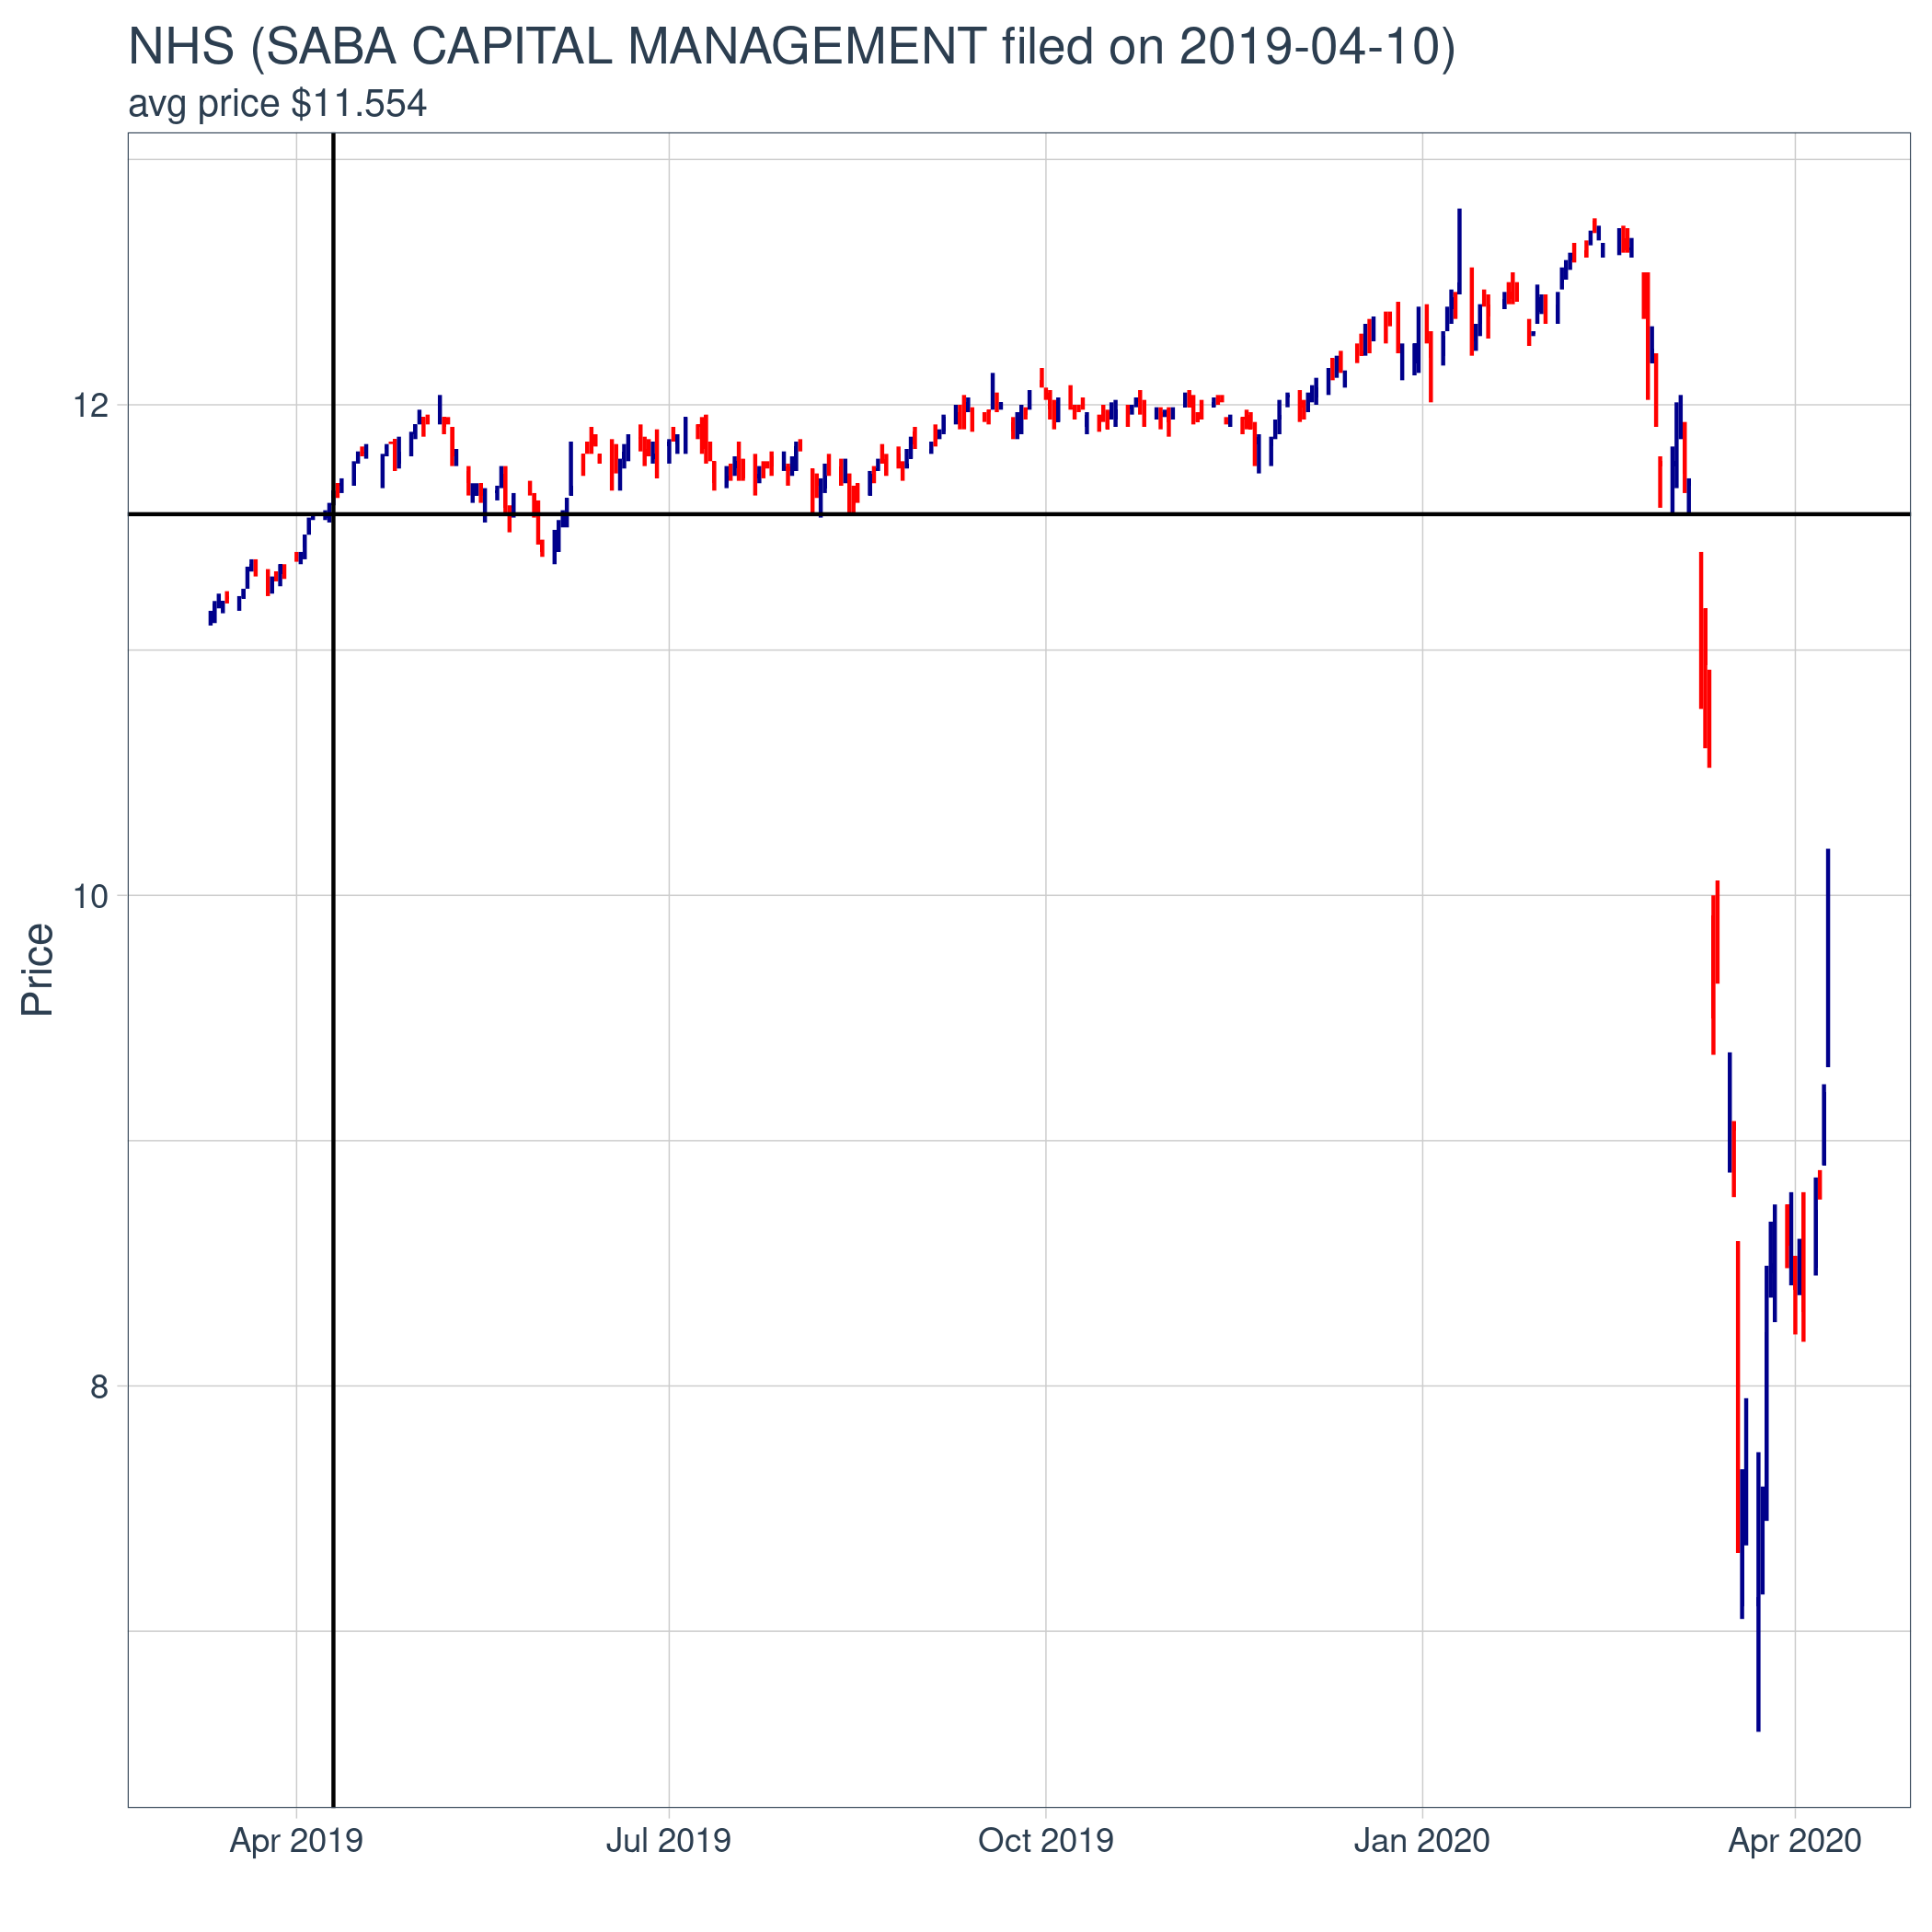 NHS (SABA CAPITAL MANAGEMENT filed on 2019-04-10)
avg price $11.554
12
10
8
Price
Apr 2019
Jul 2019
Oct 2019
Jan 2020
Apr 2020